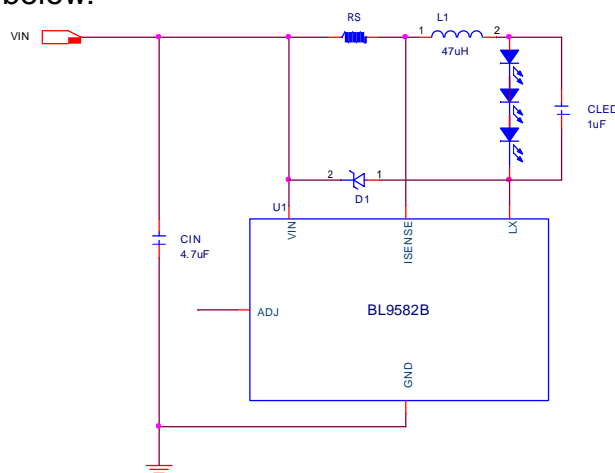 below.
VIN
RS
1
L1
2
47uH
CLED
1uF
2
1
D1
U1
VIN
ISENSE
LX
CIN
4.7uF
ADJ
BL9582B
GND